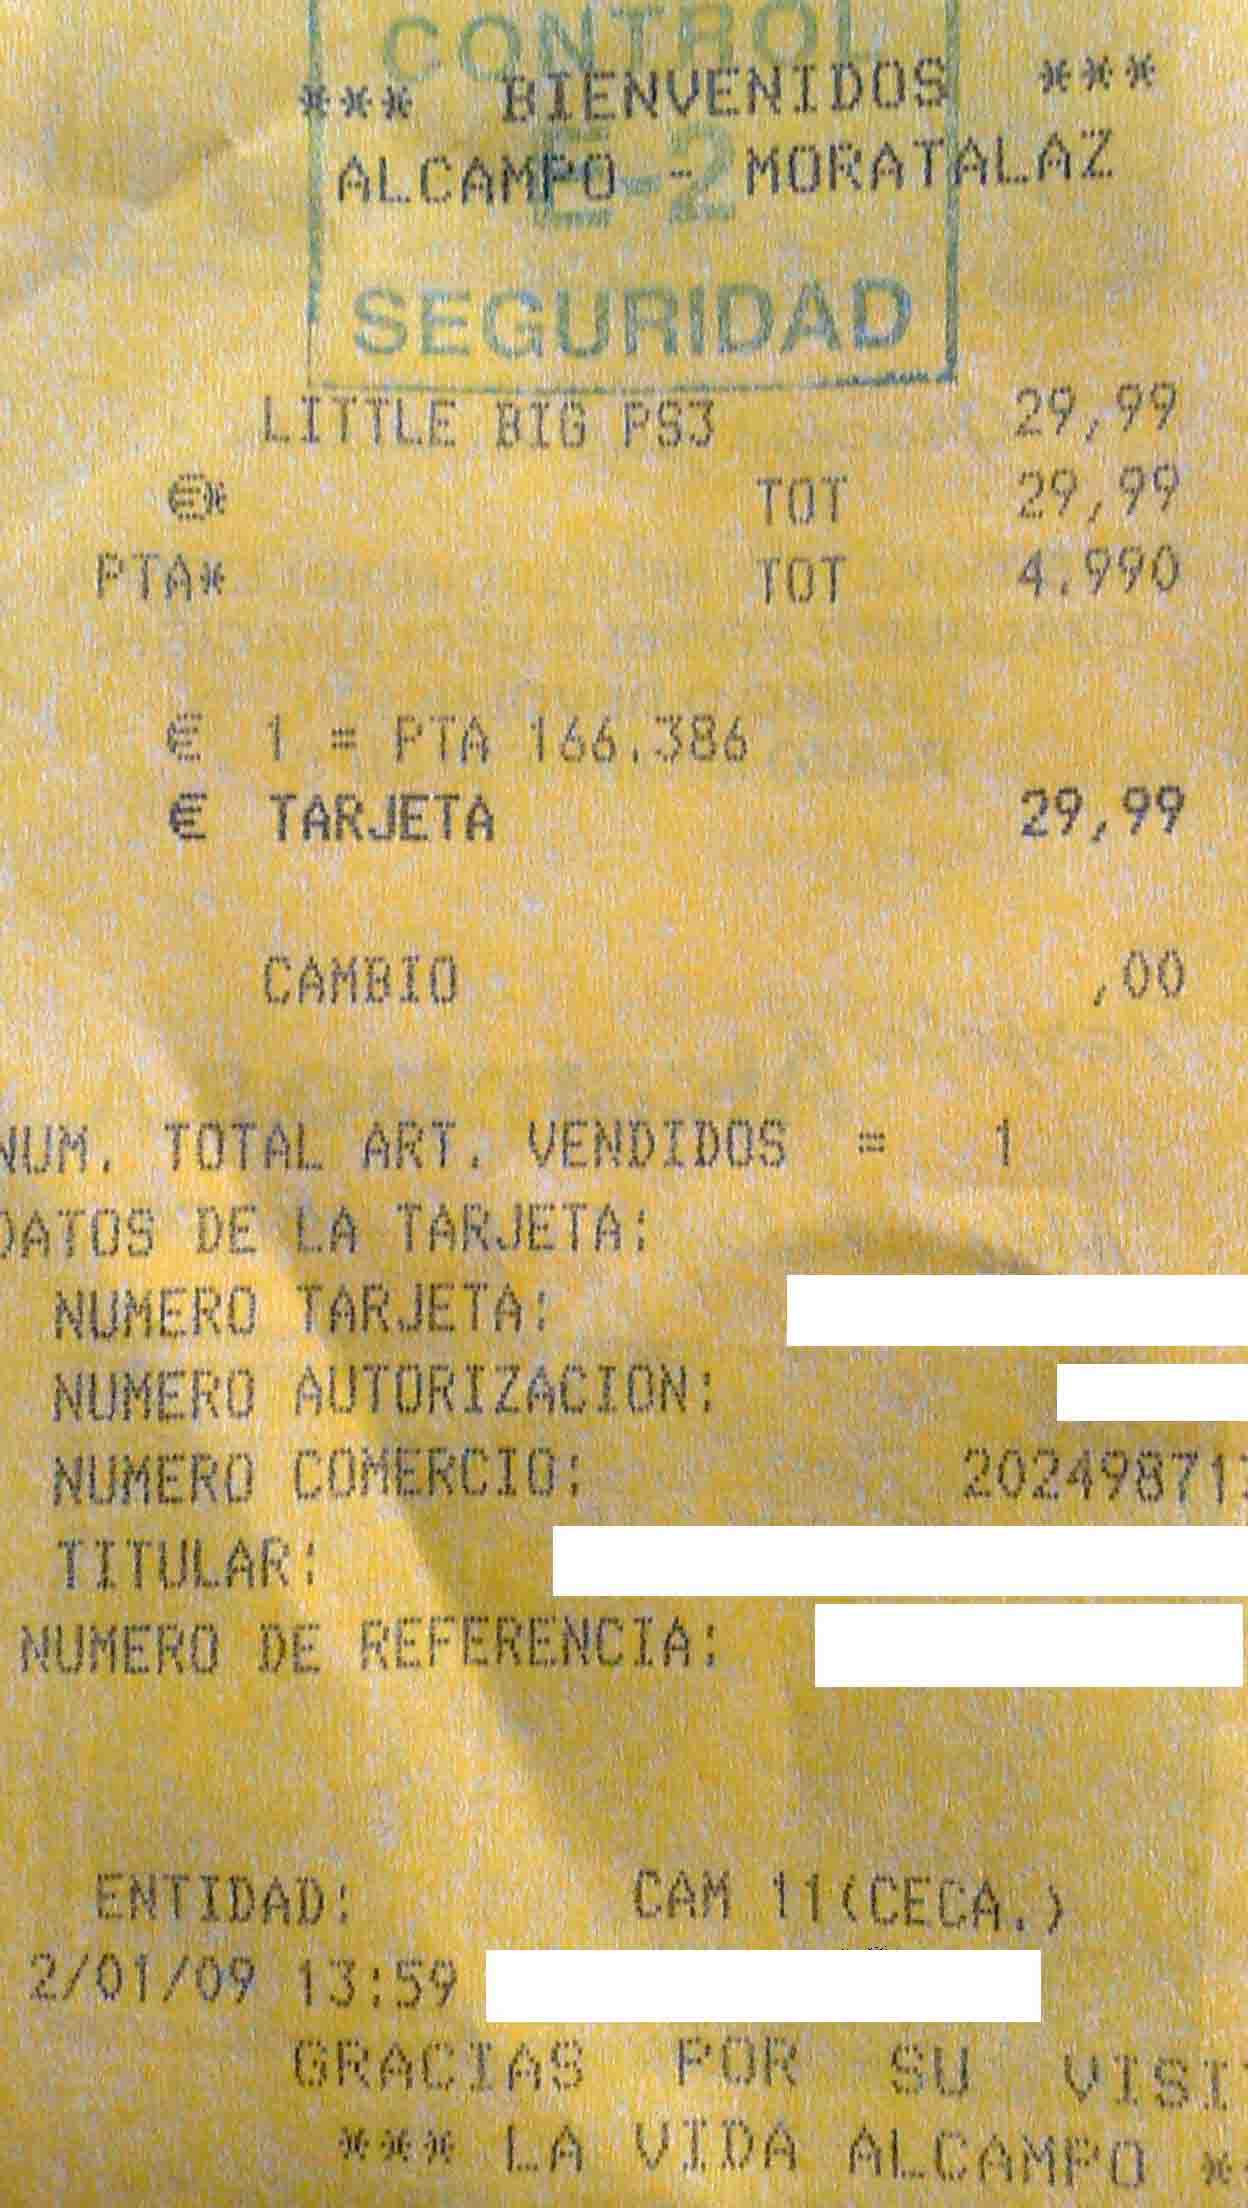 CONTROL
*** BIENVENIDOS ***
E-2
ALCAMPO - MORATALAZ
SEGURIDAD
LITTLE BIG PS3 29,99
€* TOT 29,99
PTA* TOT 4.990
€ 1 = PTA 166.386
€ TARJETA 29,99
CAMBIO ,00
NUM. TOTAL ART. VENDIDOS = 1
DATOS DE LA TARJETA:
NUMERO TARJETA:
NUMERO AUTORIZACION:
NUMERO COMERCIO: 20249871
TITULAR:
NUMERO DE REFERENCIA:
ENTIDAD: CAM 11(CECA.)
2/01/09 13:59
GRACIAS POR SU VISI
*** LA VIDA ALCAMPO *